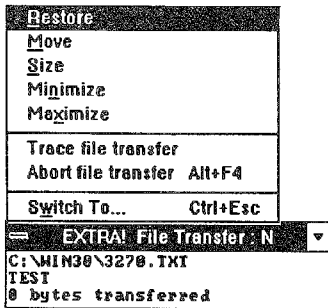 Restore
Move
Size
Minimize
Maximize
Trace file transfer
Abort file transfer Alt+F4
Switch To... Ctrl+Esc
EXTRA! File Transfer : N
C:\WIN30\3270.TXT
TEST
0 bytes transferred